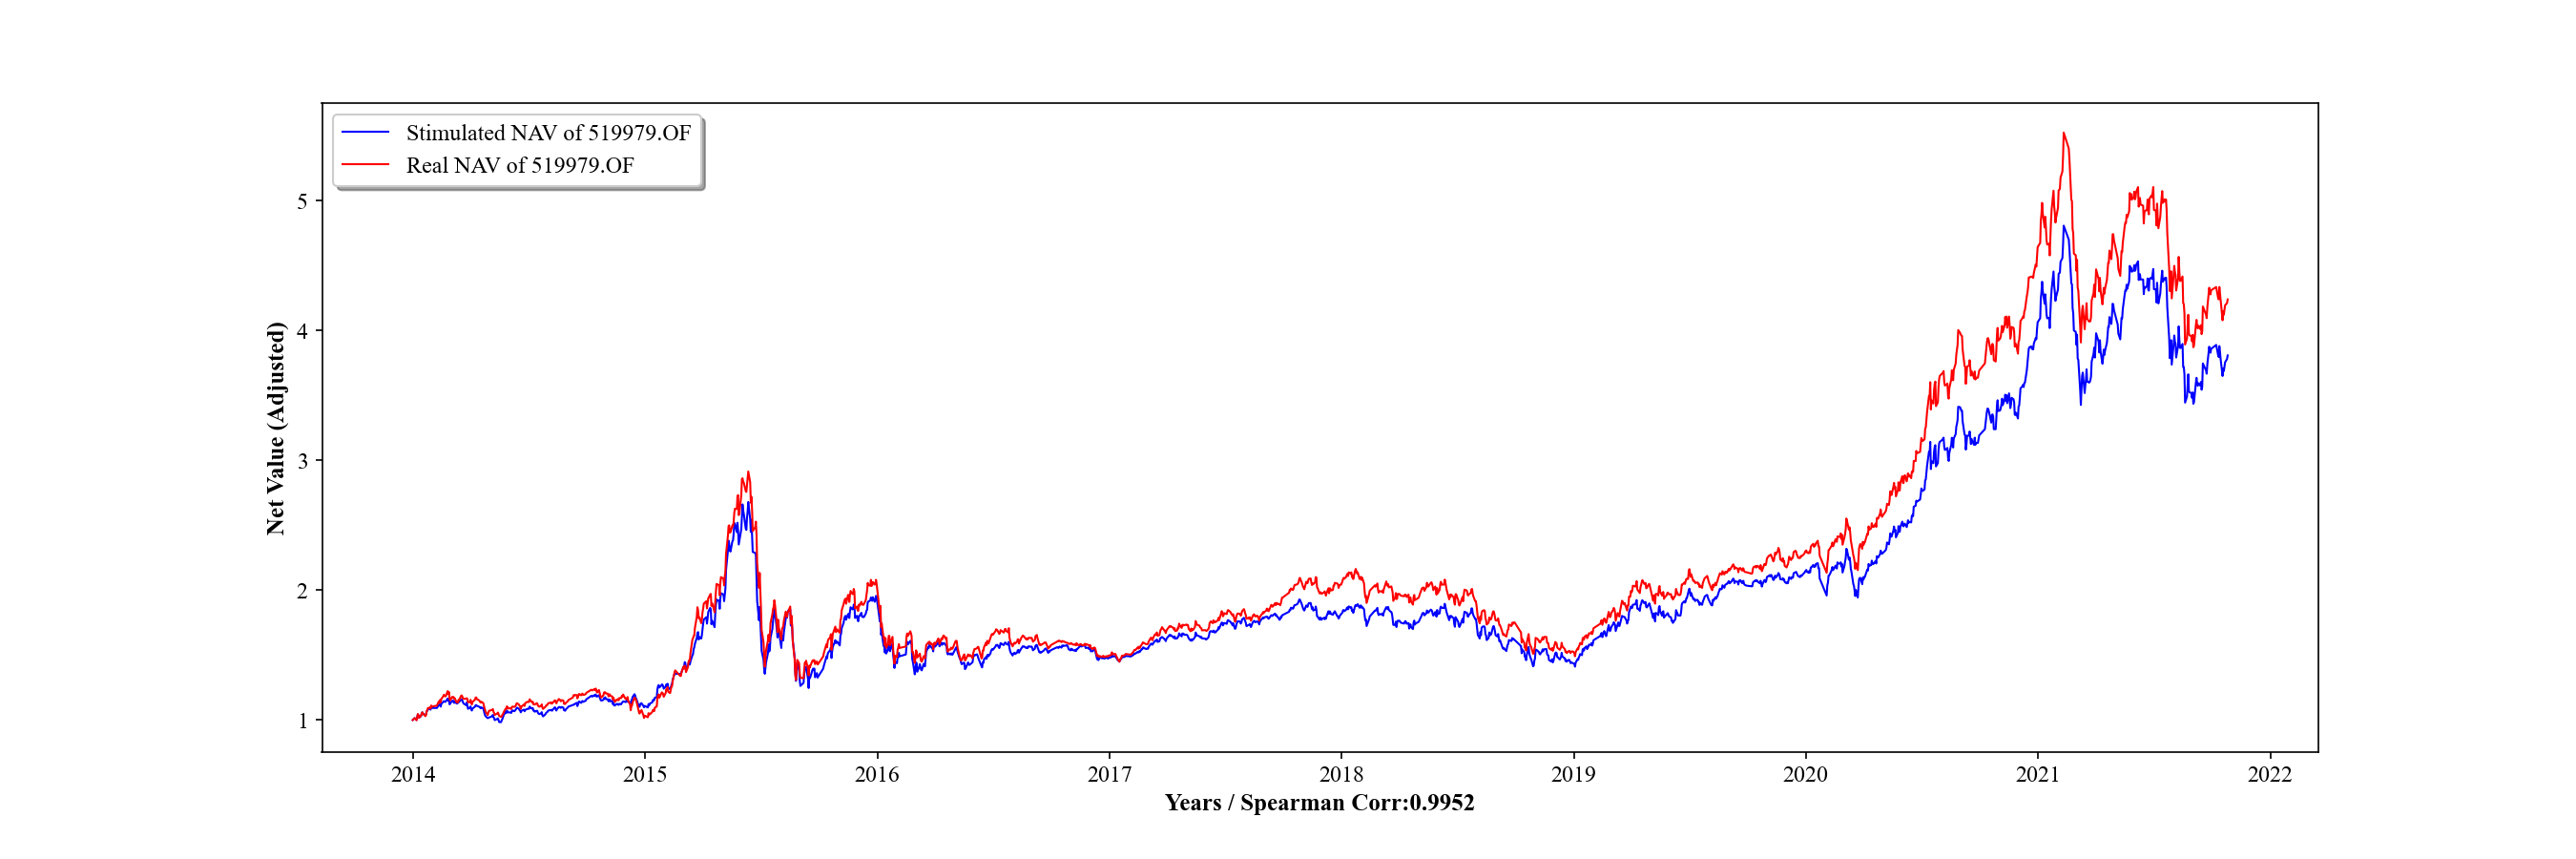 Stimulated NAV of 519979.OF
Real NAV of 519979.OF
Net Value (Adjusted)
5
4
3
2
1
2014 2015 2016 2017 2018 2019 2020 2021 2022
Years / Spearman Corr:0.9952